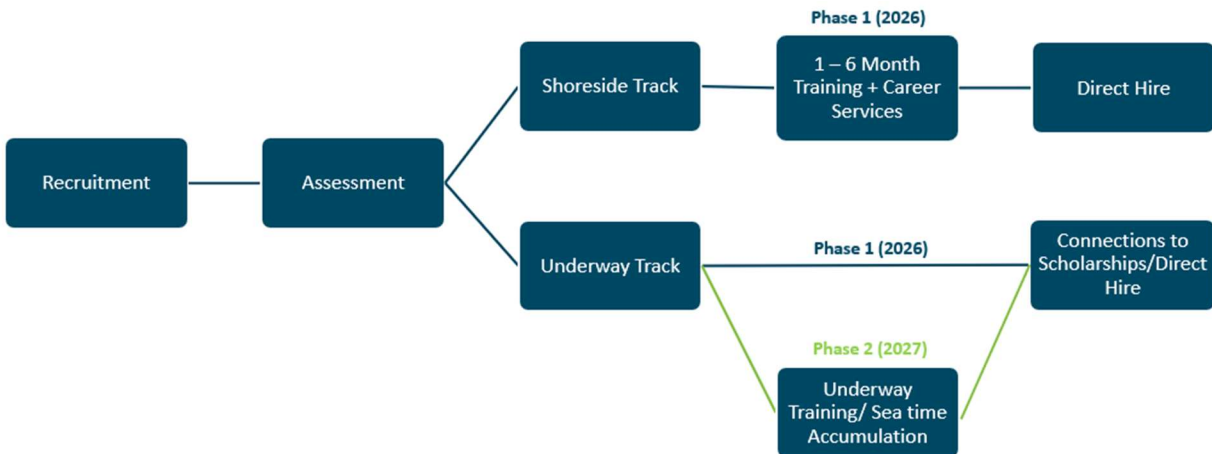 Phase 1 (2026)
1 – 6 Month
Training + Career
Services
Shoreside Track
Direct Hire
Recruitment
Assessment
Underway Track
Phase 1 (2026)
Connections to
Scholarships/Direct
Hire
Phase 2 (2027)
Underway
Training/ Sea time
Accumulation